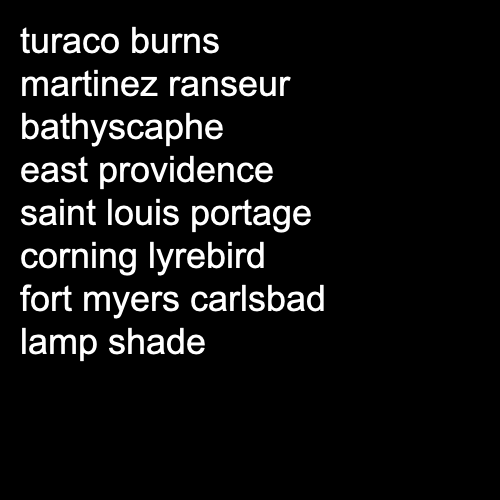 turaco burns
martinez ranseur
bathyscaphe
east providence
saint louis portage
corning lyrebird
fort myers carlsbad
lamp shade